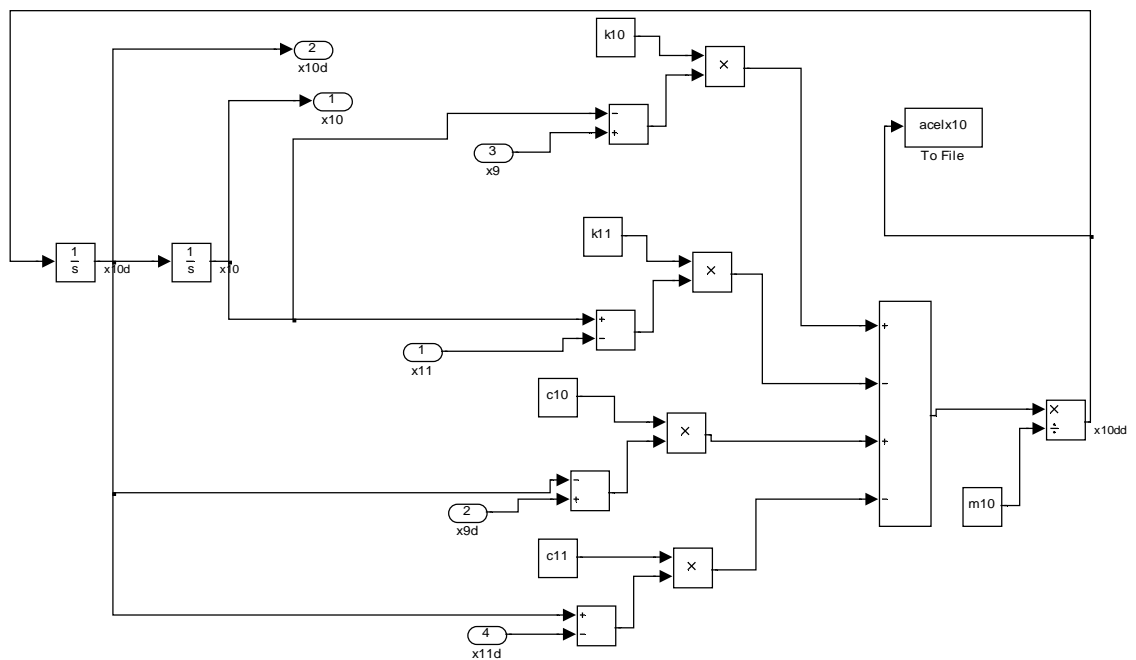 2
x10d
1
x10
k10
×
−
+
3
x9
acelx10
To File
k11
×
1
s
x10d
1
s
x10
+
−
1
x11
+
−
+
−
c10
×
×
÷
x10dd
−
+
2
x9d
m10
c11
×
+
−
4
x11d